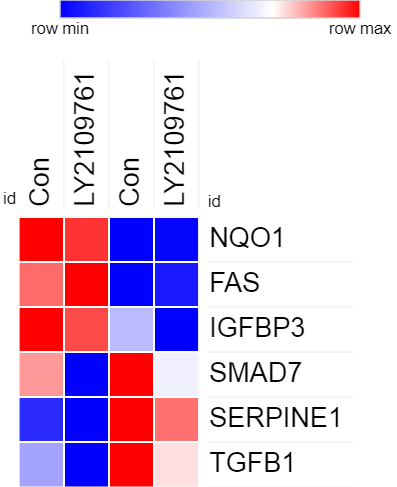 row min row max
Con LY2109761 Con LY2109761
id id
NQO1
FAS
IGFBP3
SMAD7
SERPINE1
TGFB1